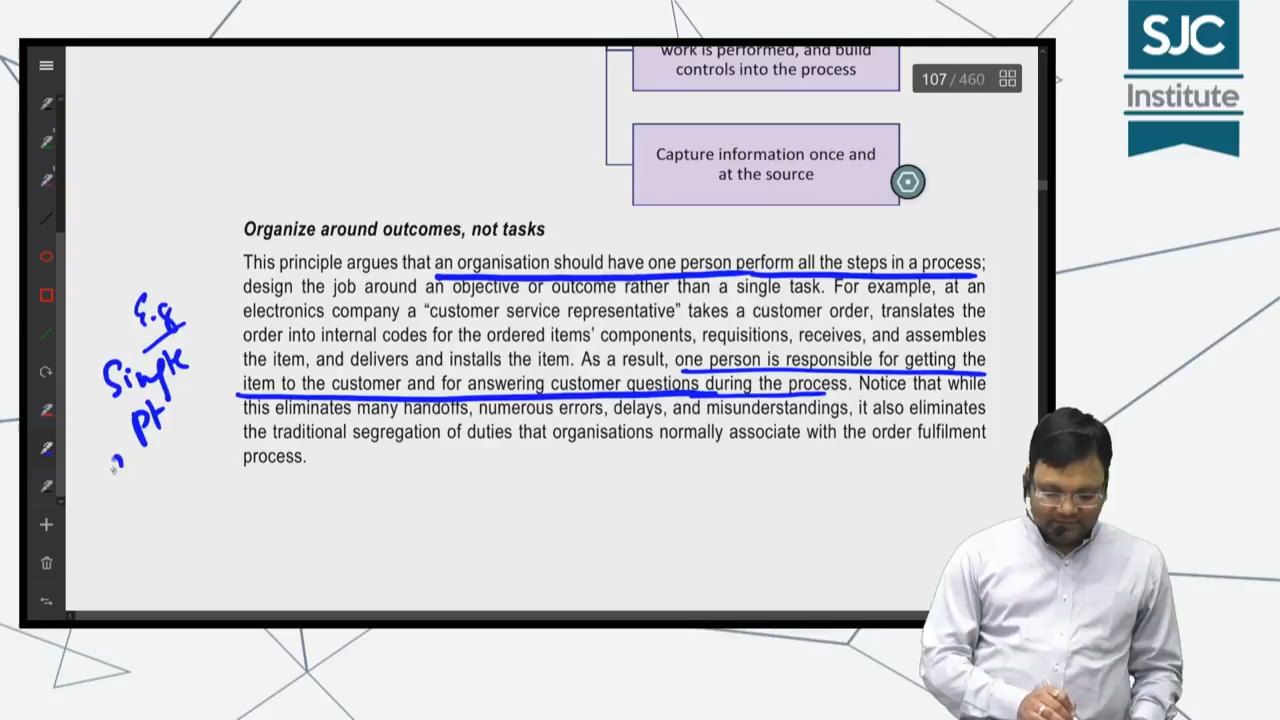 SJC
Institute
work is performed, and build
controls into the process
107 / 460
Capture information once and
at the source
Organize around outcomes, not tasks
This principle argues that an organisation should have one person perform all the steps in a process;
design the job around an objective or outcome rather than a single task. For example, at an
electronics company a “customer service representative” takes a customer order, translates the
order into internal codes for the ordered items’ components, requisitions, receives, and assembles
the item, and delivers and installs the item. As a result, one person is responsible for getting the
item to the customer and for answering customer questions during the process. Notice that while
this eliminates many handoffs, numerous errors, delays, and misunderstandings, it also eliminates
the traditional segregation of duties that organisations normally associate with the order fulfilment
process.
E.g
Single
pt